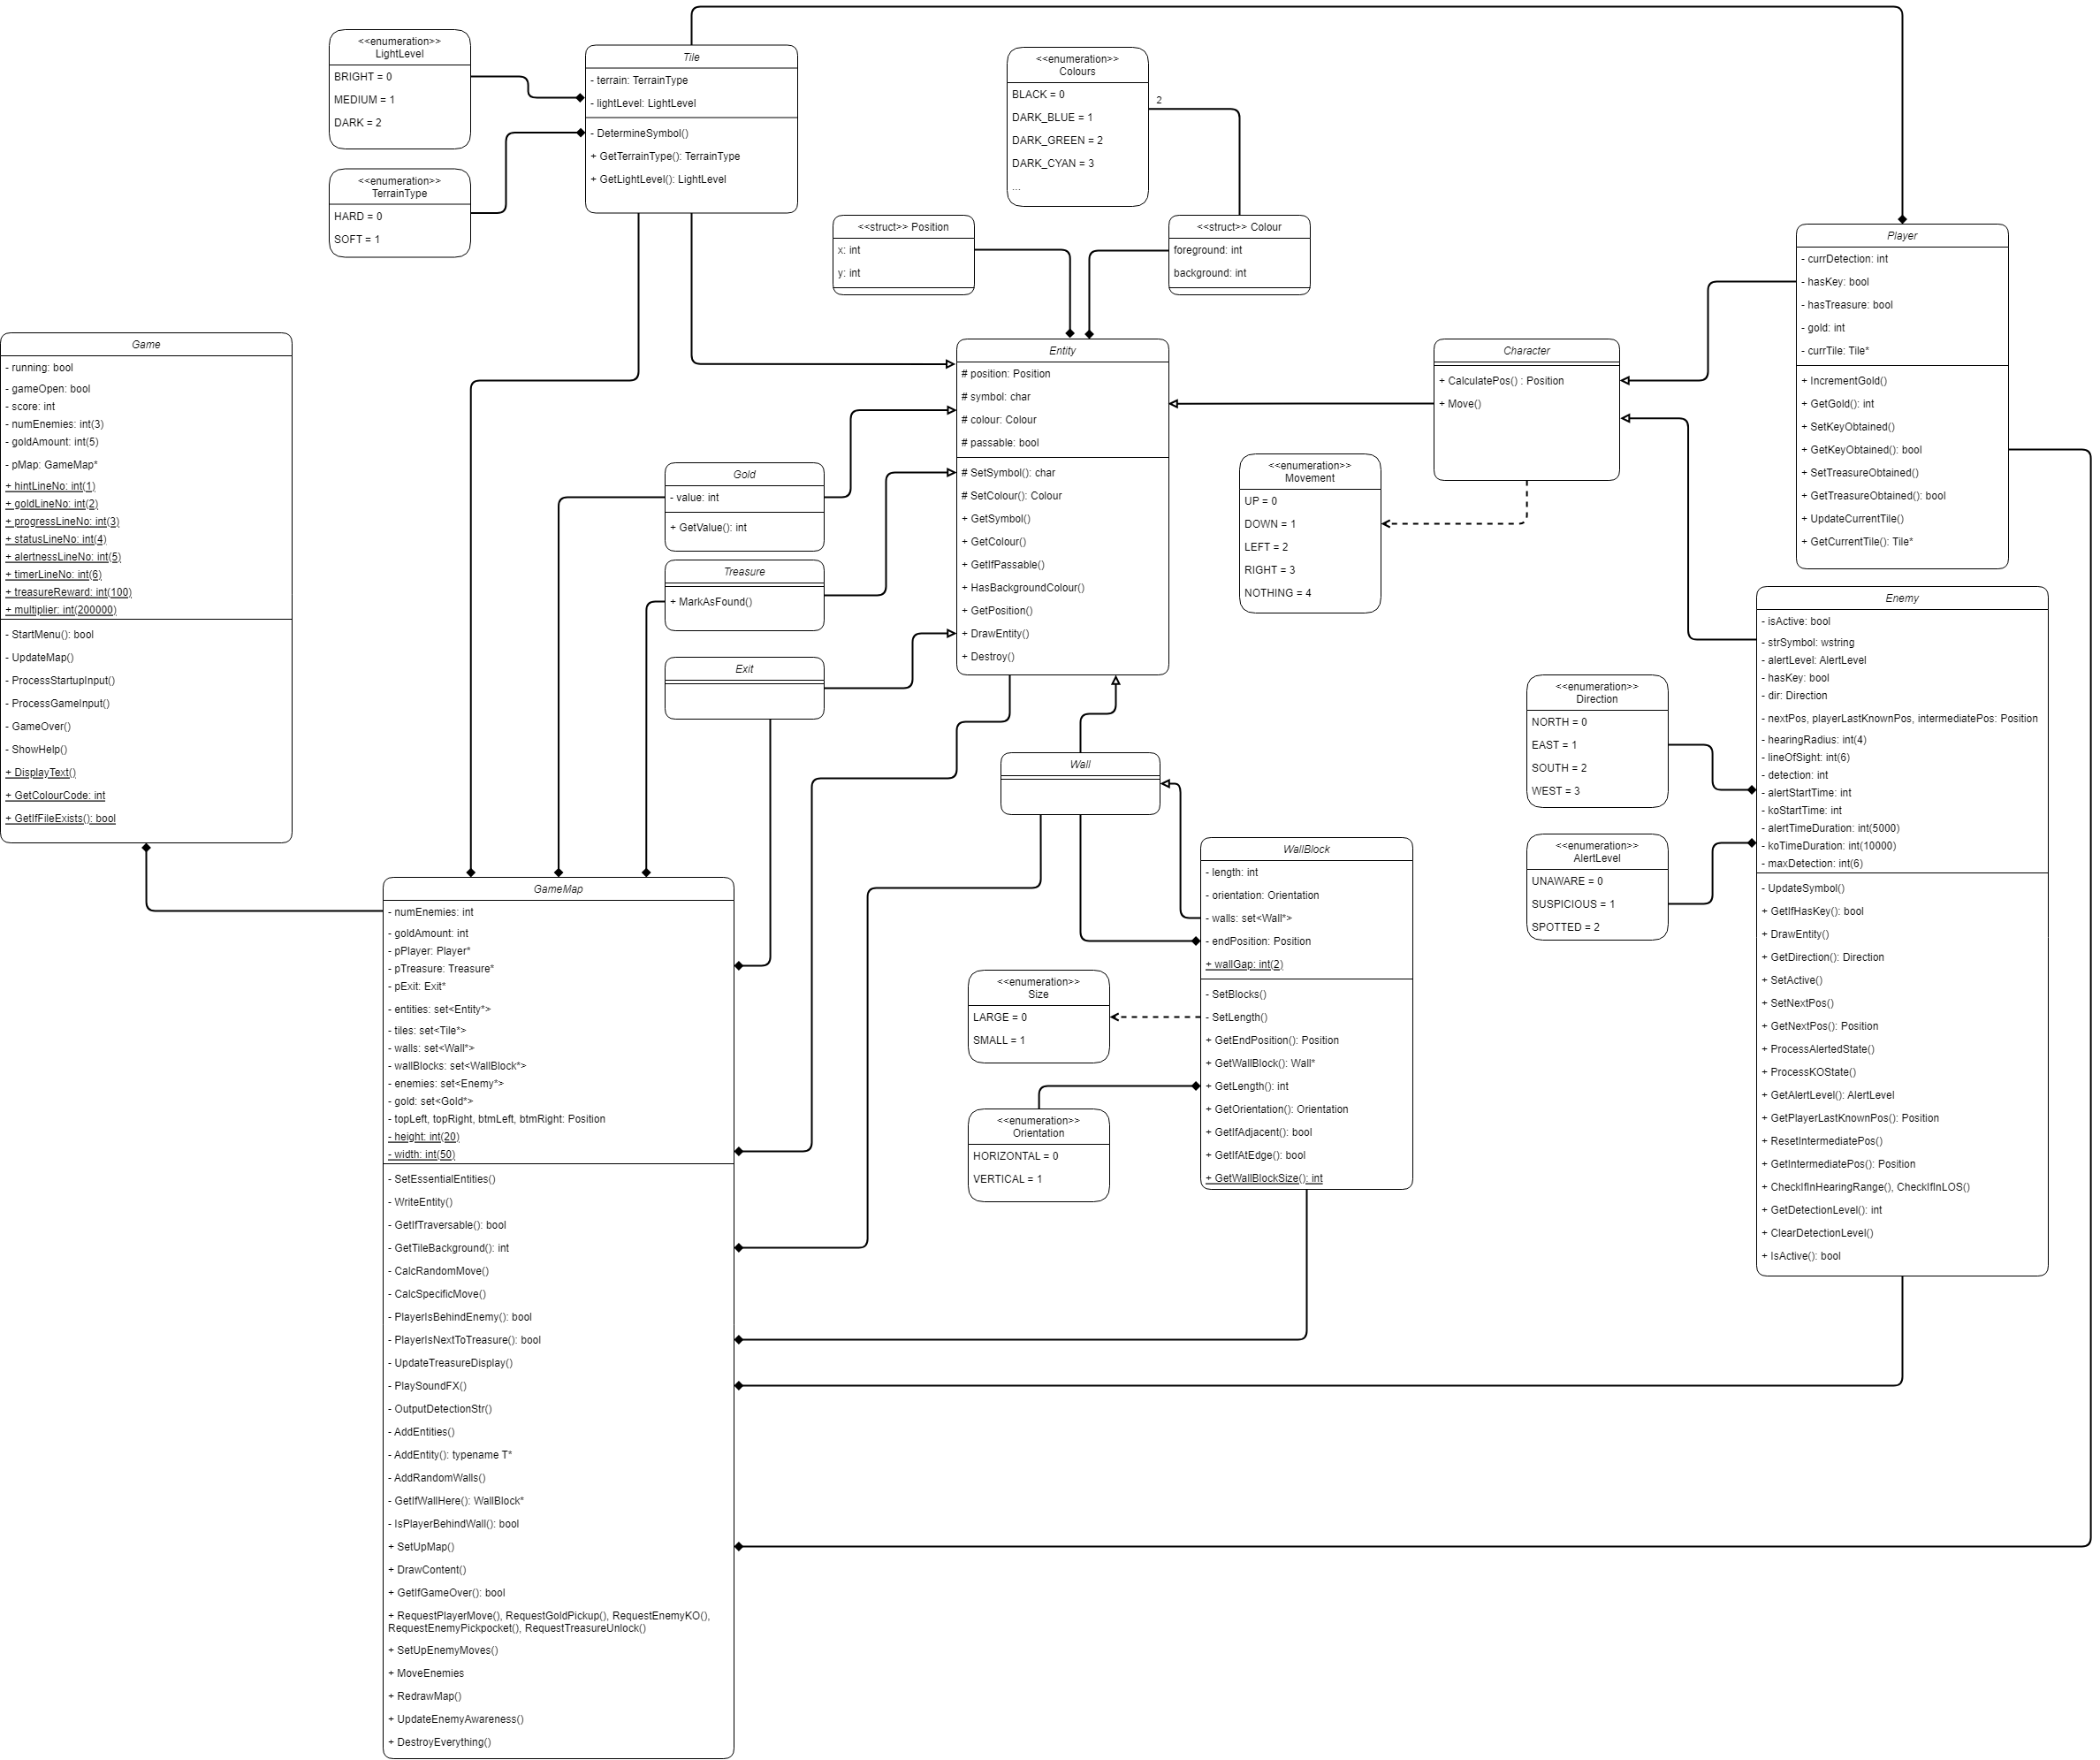 <<enumeration>>
LightLevel
BRIGHT = 0
MEDIUM = 1
DARK = 2
<<enumeration>>
TerrainType
HARD = 0
SOFT = 1
Tile
- terrain: TerrainType
- lightLevel: LightLevel
- DetermineSymbol()
+ GetTerrainType(): TerrainType
+ GetLightLevel(): LightLevel
<<enumeration>>
Colours
BLACK = 0
DARK_BLUE = 1
DARK_GREEN = 2
DARK_CYAN = 3
...
2
<<struct>> Position
x: int
y: int
<<struct>> Colour
foreground: int
background: int
Player
- currDetection: int
- hasKey: bool
- hasTreasure: bool
- gold: int
- currTile: Tile*
+ IncrementGold()
+ GetGold(): int
+ SetKeyObtained()
+ GetKeyObtained(): bool
+ SetTreasureObtained()
+ GetTreasureObtained(): bool
+ UpdateCurrentTile()
+ GetCurrentTile(): Tile*
Game
- running: bool
- gameOpen: bool
- score: int
- numEnemies: int(3)
- goldAmount: int(5)
- pMap: GameMap*
+ hintLineNo: int(1)
+ goldLineNo: int(2)
+ progressLineNo: int(3)
+ statusLineNo: int(4)
+ alertnessLineNo: int(5)
+ timerLineNo: int(6)
+ treasureReward: int(100)
+ multiplier: int(200000)
- StartMenu(): bool
- UpdateMap()
- ProcessStartupInput()
- ProcessGameInput()
- GameOver()
- ShowHelp()
+ DisplayText()
+ GetColourCode: int
+ GetIfFileExists(): bool
Entity
# position: Position
# symbol: char
# colour: Colour
# passable: bool
# SetSymbol(): char
# SetColour(): Colour
+ GetSymbol()
+ GetColour()
+ GetIfPassable()
+ HasBackgroundColour()
+ GetPosition()
+ DrawEntity()
+ Destroy()
Character
+ CalculatePos() : Position
+ Move()
<<enumeration>>
Movement
UP = 0
DOWN = 1
LEFT = 2
RIGHT = 3
NOTHING = 4
Gold
- value: int
+ GetValue(): int
Treasure
+ MarkAsFound()
Exit
Wall
Enemy
- isActive: bool
- strSymbol: wstring
- alertLevel: AlertLevel
- hasKey: bool
- dir: Direction
- nextPos, playerLastKnownPos, intermediatePos: Position
- hearingRadius: int(4)
- lineOfSight: int(6)
- detection: int
- alertStartTime: int
- koStartTime: int
- alertTimeDuration: int(5000)
- koTimeDuration: int(10000)
- maxDetection: int(6)
- UpdateSymbol()
+ GetIfHasKey(): bool
+ DrawEntity()
+ GetDirection(): Direction
+ SetActive()
+ SetNextPos()
+ GetNextPos(): Position
+ ProcessAlertedState()
+ ProcessKOState()
+ GetAlertLevel(): AlertLevel
+ GetPlayerLastKnownPos(): Position
+ ResetIntermediatePos()
+ GetIntermediatePos(): Position
+ CheckIfInHearingRange(), CheckIfInLOS()
+ GetDetectionLevel(): int
+ ClearDetectionLevel()
+ IsActive(): bool
<<enumeration>>
Direction
NORTH = 0
EAST = 1
SOUTH = 2
WEST = 3
<<enumeration>>
AlertLevel
UNAWARE = 0
SUSPICIOUS = 1
SPOTTED = 2
WallBlock
- length: int
- orientation: Orientation
- walls: set<Wall*>
- endPosition: Position
+ wallGap: int(2)
- SetBlocks()
- SetLength()
+ GetEndPosition(): Position
+ GetWallBlock(): Wall*
+ GetLength(): int
+ GetOrientation(): Orientation
+ GetIfAdjacent(): bool
+ GetIfAtEdge(): bool
+ GetWallBlockSize(): int
<<enumeration>>
Size
LARGE = 0
SMALL = 1
<<enumeration>>
Orientation
HORIZONTAL = 0
VERTICAL = 1
GameMap
- numEnemies: int
- goldAmount: int
- pPlayer: Player*
- pTreasure: Treasure*
- pExit: Exit*
- entities: set<Entity*>
- tiles: set<Tile*>
- walls: set<Wall*>
- wallBlocks: set<WallBlock*>
- enemies: set<Enemy*>
- gold: set<Gold*>
- topLeft, topRight, btmLeft, btmRight: Position
- height: int(20)
- width: int(50)
- SetEssentialEntities()
- WriteEntity()
- GetIfTraversable(): bool
- GetTileBackground(): int
- CalcRandomMove()
- CalcSpecificMove()
- PlayerIsBehindEnemy(): bool
- PlayerIsNextToTreasure(): bool
- UpdateTreasureDisplay()
- PlaySoundFX()
- OutputDetectionStr()
- AddEntities()
- AddEntity(): typename T*
- AddRandomWalls()
- GetIfWallHere(): WallBlock*
- IsPlayerBehindWall(): bool
+ SetUpMap()
+ DrawContent()
+ GetIfGameOver(): bool
+ RequestPlayerMove(), RequestGoldPickup(), RequestEnemyKO(),
RequestEnemyPickpocket(), RequestTreasureUnlock()
+ SetUpEnemyMoves()
+ MoveEnemies
+ RedrawMap()
+ UpdateEnemyAwareness()
+ DestroyEverything()